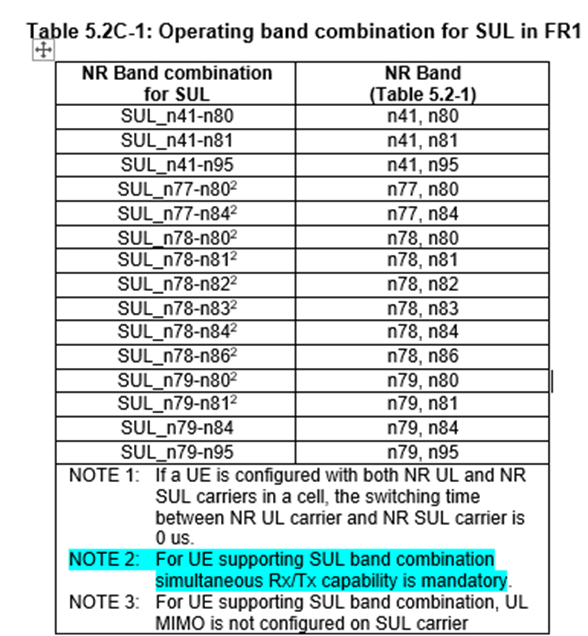 Table 5.2C-1: Operating band combination for SUL in FR1
NR Band combination for SUL | NR Band (Table 5.2-1)
SUL_n41-n80 | n41, n80
SUL_n41-n81 | n41, n81
SUL_n41-n95 | n41, n95
SUL_n77-n80² | n77, n80
SUL_n77-n84² | n77, n84
SUL_n78-n80² | n78, n80
SUL_n78-n81² | n78, n81
SUL_n78-n82² | n78, n82
SUL_n78-n83² | n78, n83
SUL_n78-n84² | n78, n84
SUL_n78-n86² | n78, n86
SUL_n79-n80² | n79, n80
SUL_n79-n81² | n79, n81
SUL_n79-n84 | n79, n84
SUL_n79-n95 | n79, n95
NOTE 1: If a UE is configured with both NR UL and NR
SUL carriers in a cell, the switching time
between NR UL carrier and NR SUL carrier is
0 us.
NOTE 2: For UE supporting SUL band combination
simultaneous Rx/Tx capability is mandatory.
NOTE 3: For UE supporting SUL band combination, UL
MIMO is not configured on SUL carrier